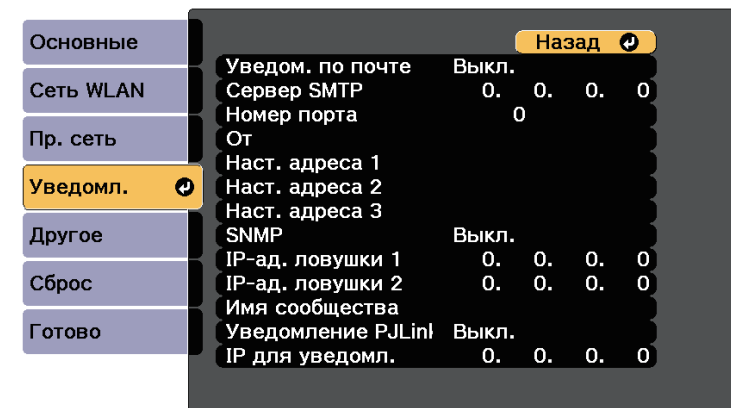 Основные
Сеть WLAN
Пр. сеть
Уведомл.
Другое
Сброс
Готово
Назад
Уведом. по почте Выкл.
Сервер SMTP 0. 0. 0. 0
Номер порта 0
От
Наст. адреса 1
Наст. адреса 2
Наст. адреса 3
SNMP Выкл.
IP-ад. ловушки 1 0. 0. 0. 0
IP-ад. ловушки 2 0. 0. 0. 0
Имя сообщества
Уведомление PJLink Выкл.
IP для уведомл. 0. 0. 0. 0